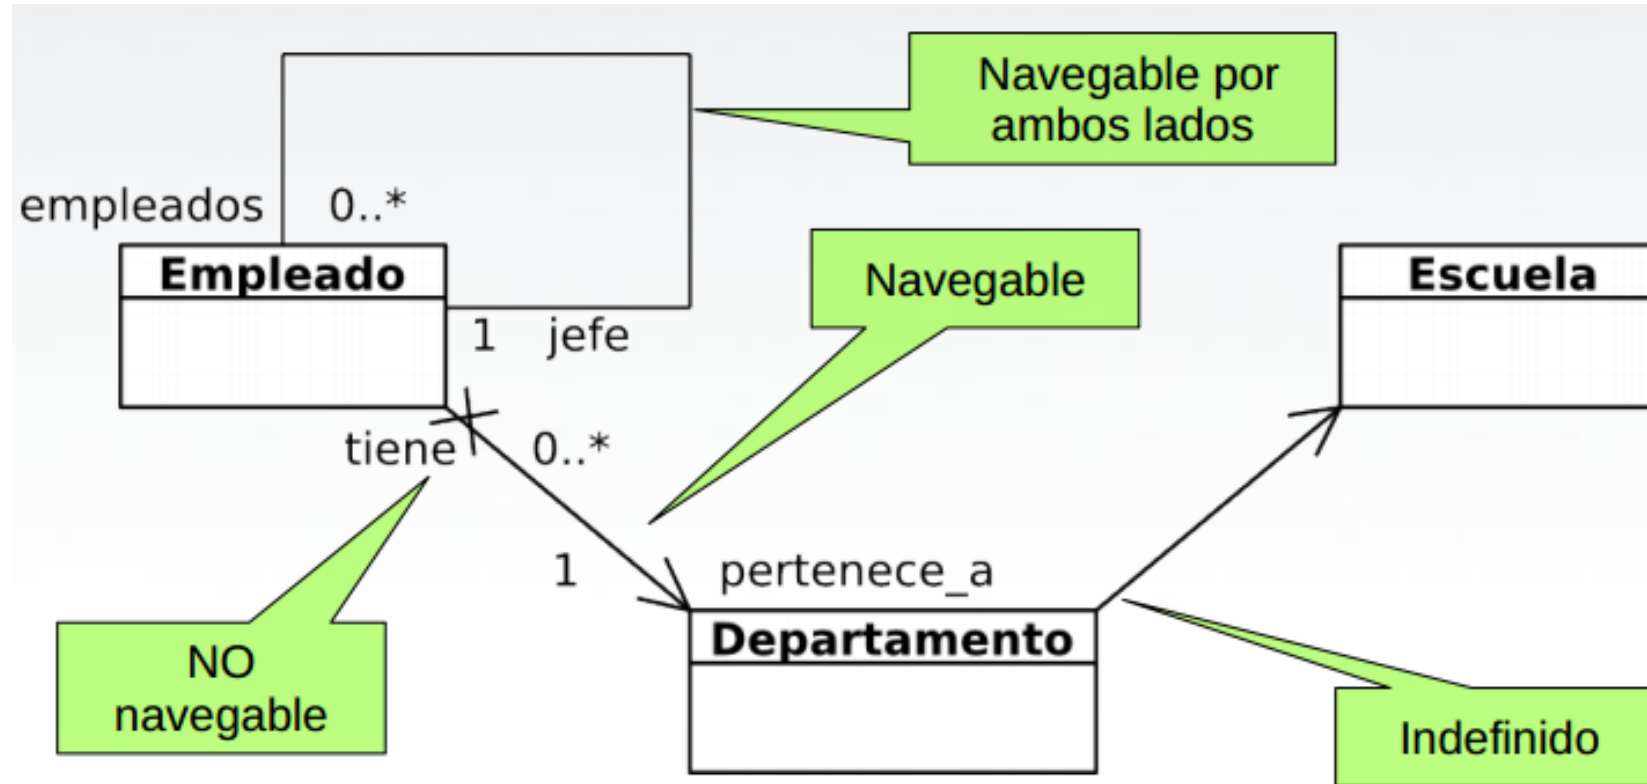 Navegable por
ambos lados
empleados 0..*
Empleado
Navegable
Escuela
1 jefe
tiene 0..*
1 pertenece_a
Departamento
NO
navegable
Indefinido